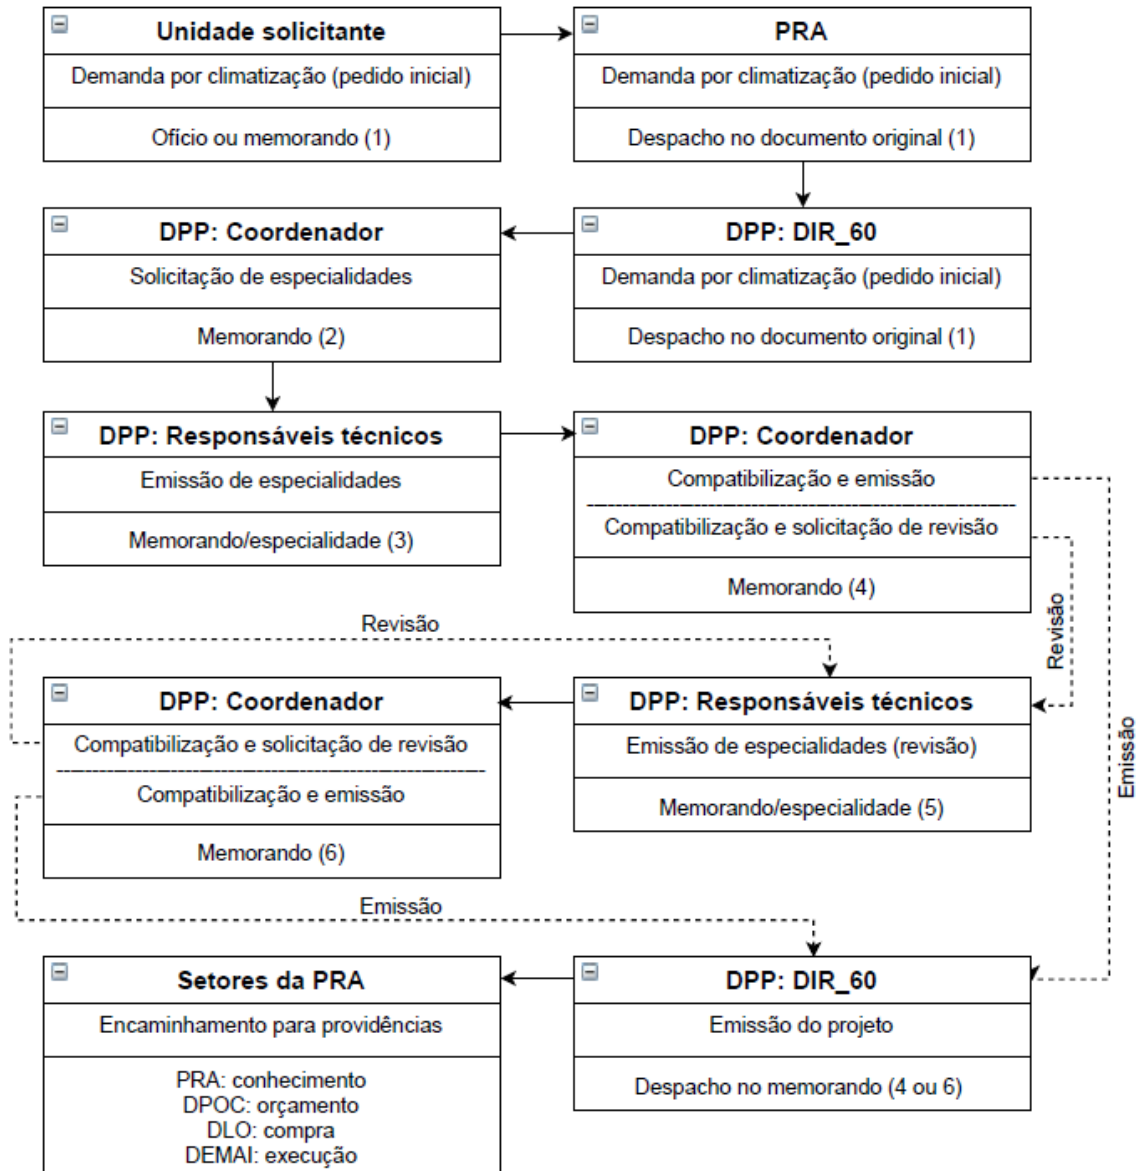 Unidade solicitante
Demanda por climatização (pedido inicial)
Ofício ou memorando (1)
PRA
Demanda por climatização (pedido inicial)
Despacho no documento original (1)
DPP: DIR_60
Demanda por climatização (pedido inicial)
Despacho no documento original (1)
DPP: Coordenador
Solicitação de especialidades
Memorando (2)
DPP: Responsáveis técnicos
Emissão de especialidades
Memorando/especialidade (3)
DPP: Coordenador
Compatibilização e emissão
Compatibilização e solicitação de revisão
Memorando (4)
Revisão
Emissão
DPP: Responsáveis técnicos
Emissão de especialidades (revisão)
Memorando/especialidade (5)
Revisão
DPP: Coordenador
Compatibilização e solicitação de revisão
Compatibilização e emissão
Memorando (6)
Emissão
DPP: DIR_60
Emissão do projeto
Despacho no memorando (4 ou 6)
Setores da PRA
Encaminhamento para providências
PRA: conhecimento
DPOC: orçamento
DLO: compra
DEMAI: execução